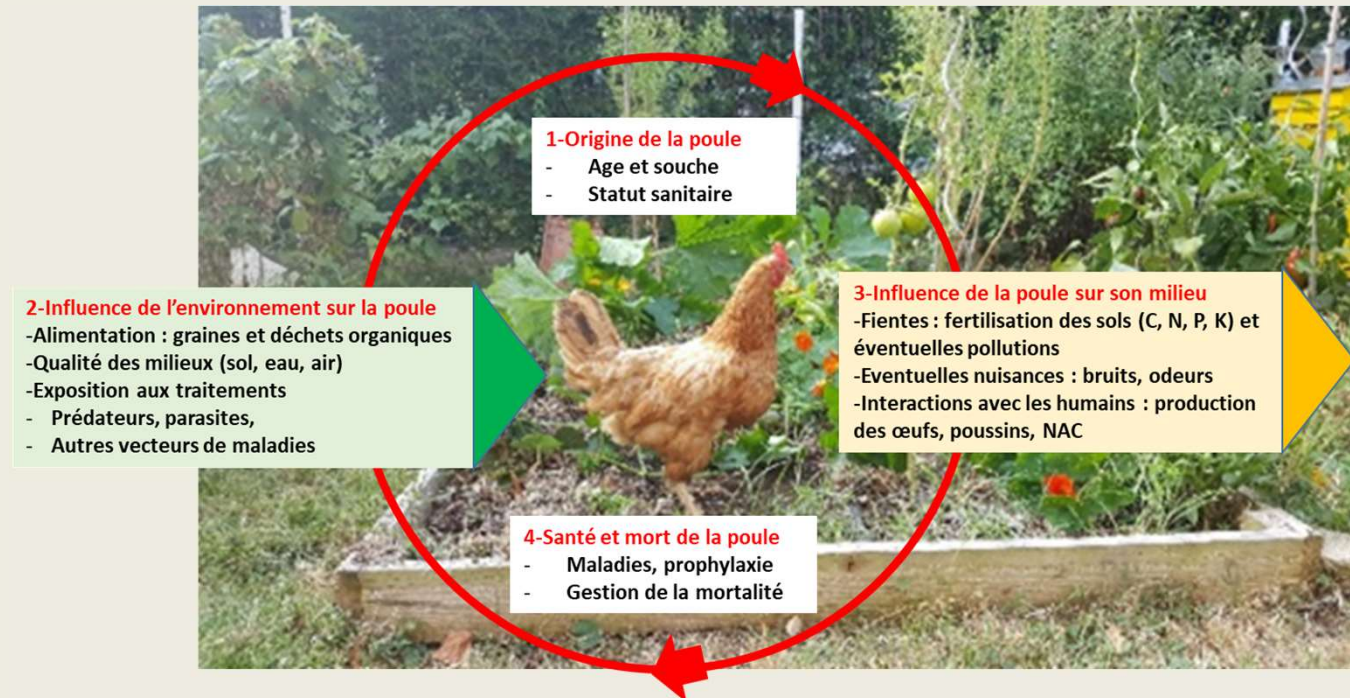 1-Origine de la poule
- Age et souche
- Statut sanitaire
2-Influence de l'environnement sur la poule
-Alimentation : graines et déchets organiques
-Qualité des milieux (sol, eau, air)
-Exposition aux traitements
- Prédateurs, parasites,
- Autres vecteurs de maladies
3-Influence de la poule sur son milieu
-Fientes : fertilisation des sols (C, N, P, K) et
éventuelles pollutions
-Eventuelles nuisances : bruits, odeurs
-Interactions avec les humains : production
des œufs, poussins, NAC
4-Santé et mort de la poule
- Maladies, prophylaxie
- Gestion de la mortalité